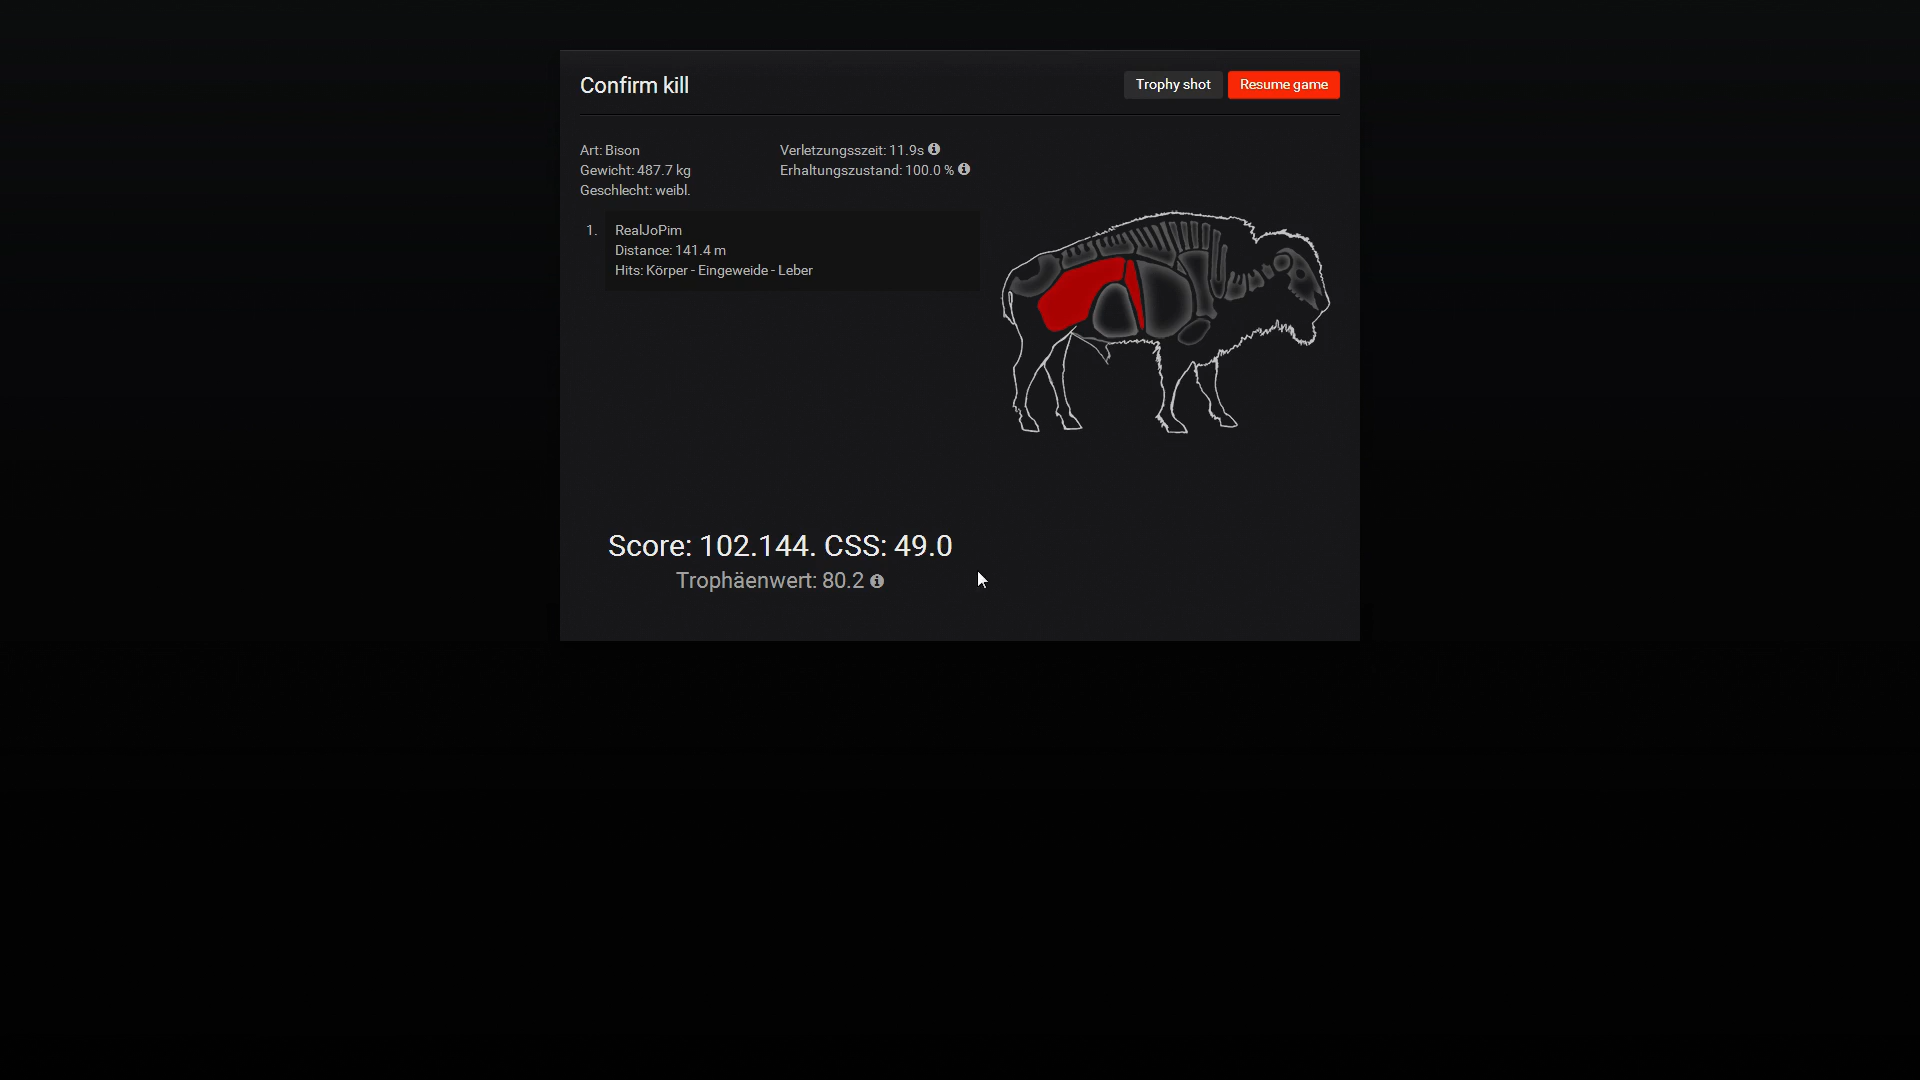 Confirm kill
Trophy shot
Resume game
Art: Bison
Gewicht: 487.7 kg
Geschlecht: weibl.
Verletzungsszeit: 11.9s
Erhaltungszustand: 100.0 %
1.
RealJoPim
Distance: 141.4 m
Hits: Körper - Eingeweide - Leber
Score: 102.144. CSS: 49.0
Trophäenwert: 80.2